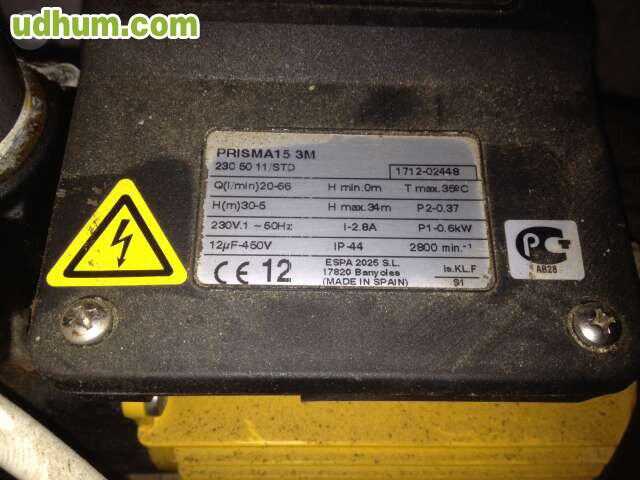 udhum.com
PRISMA15 3M
230 50 11/STD 1712-02448
Q(l/min)20-66 H min.0m T max.35ºC
H(m)30-5 H max.34m P2-0.37
230V.1~50Hz I-2.8A P1-0.6kW
12µF-450V IP-44 2800 min.⁻¹
CE 12 ESPA 2025 S.L. Is.KL.F
17820 Banyoles S1
(MADE IN SPAIN)
PCT
AB28